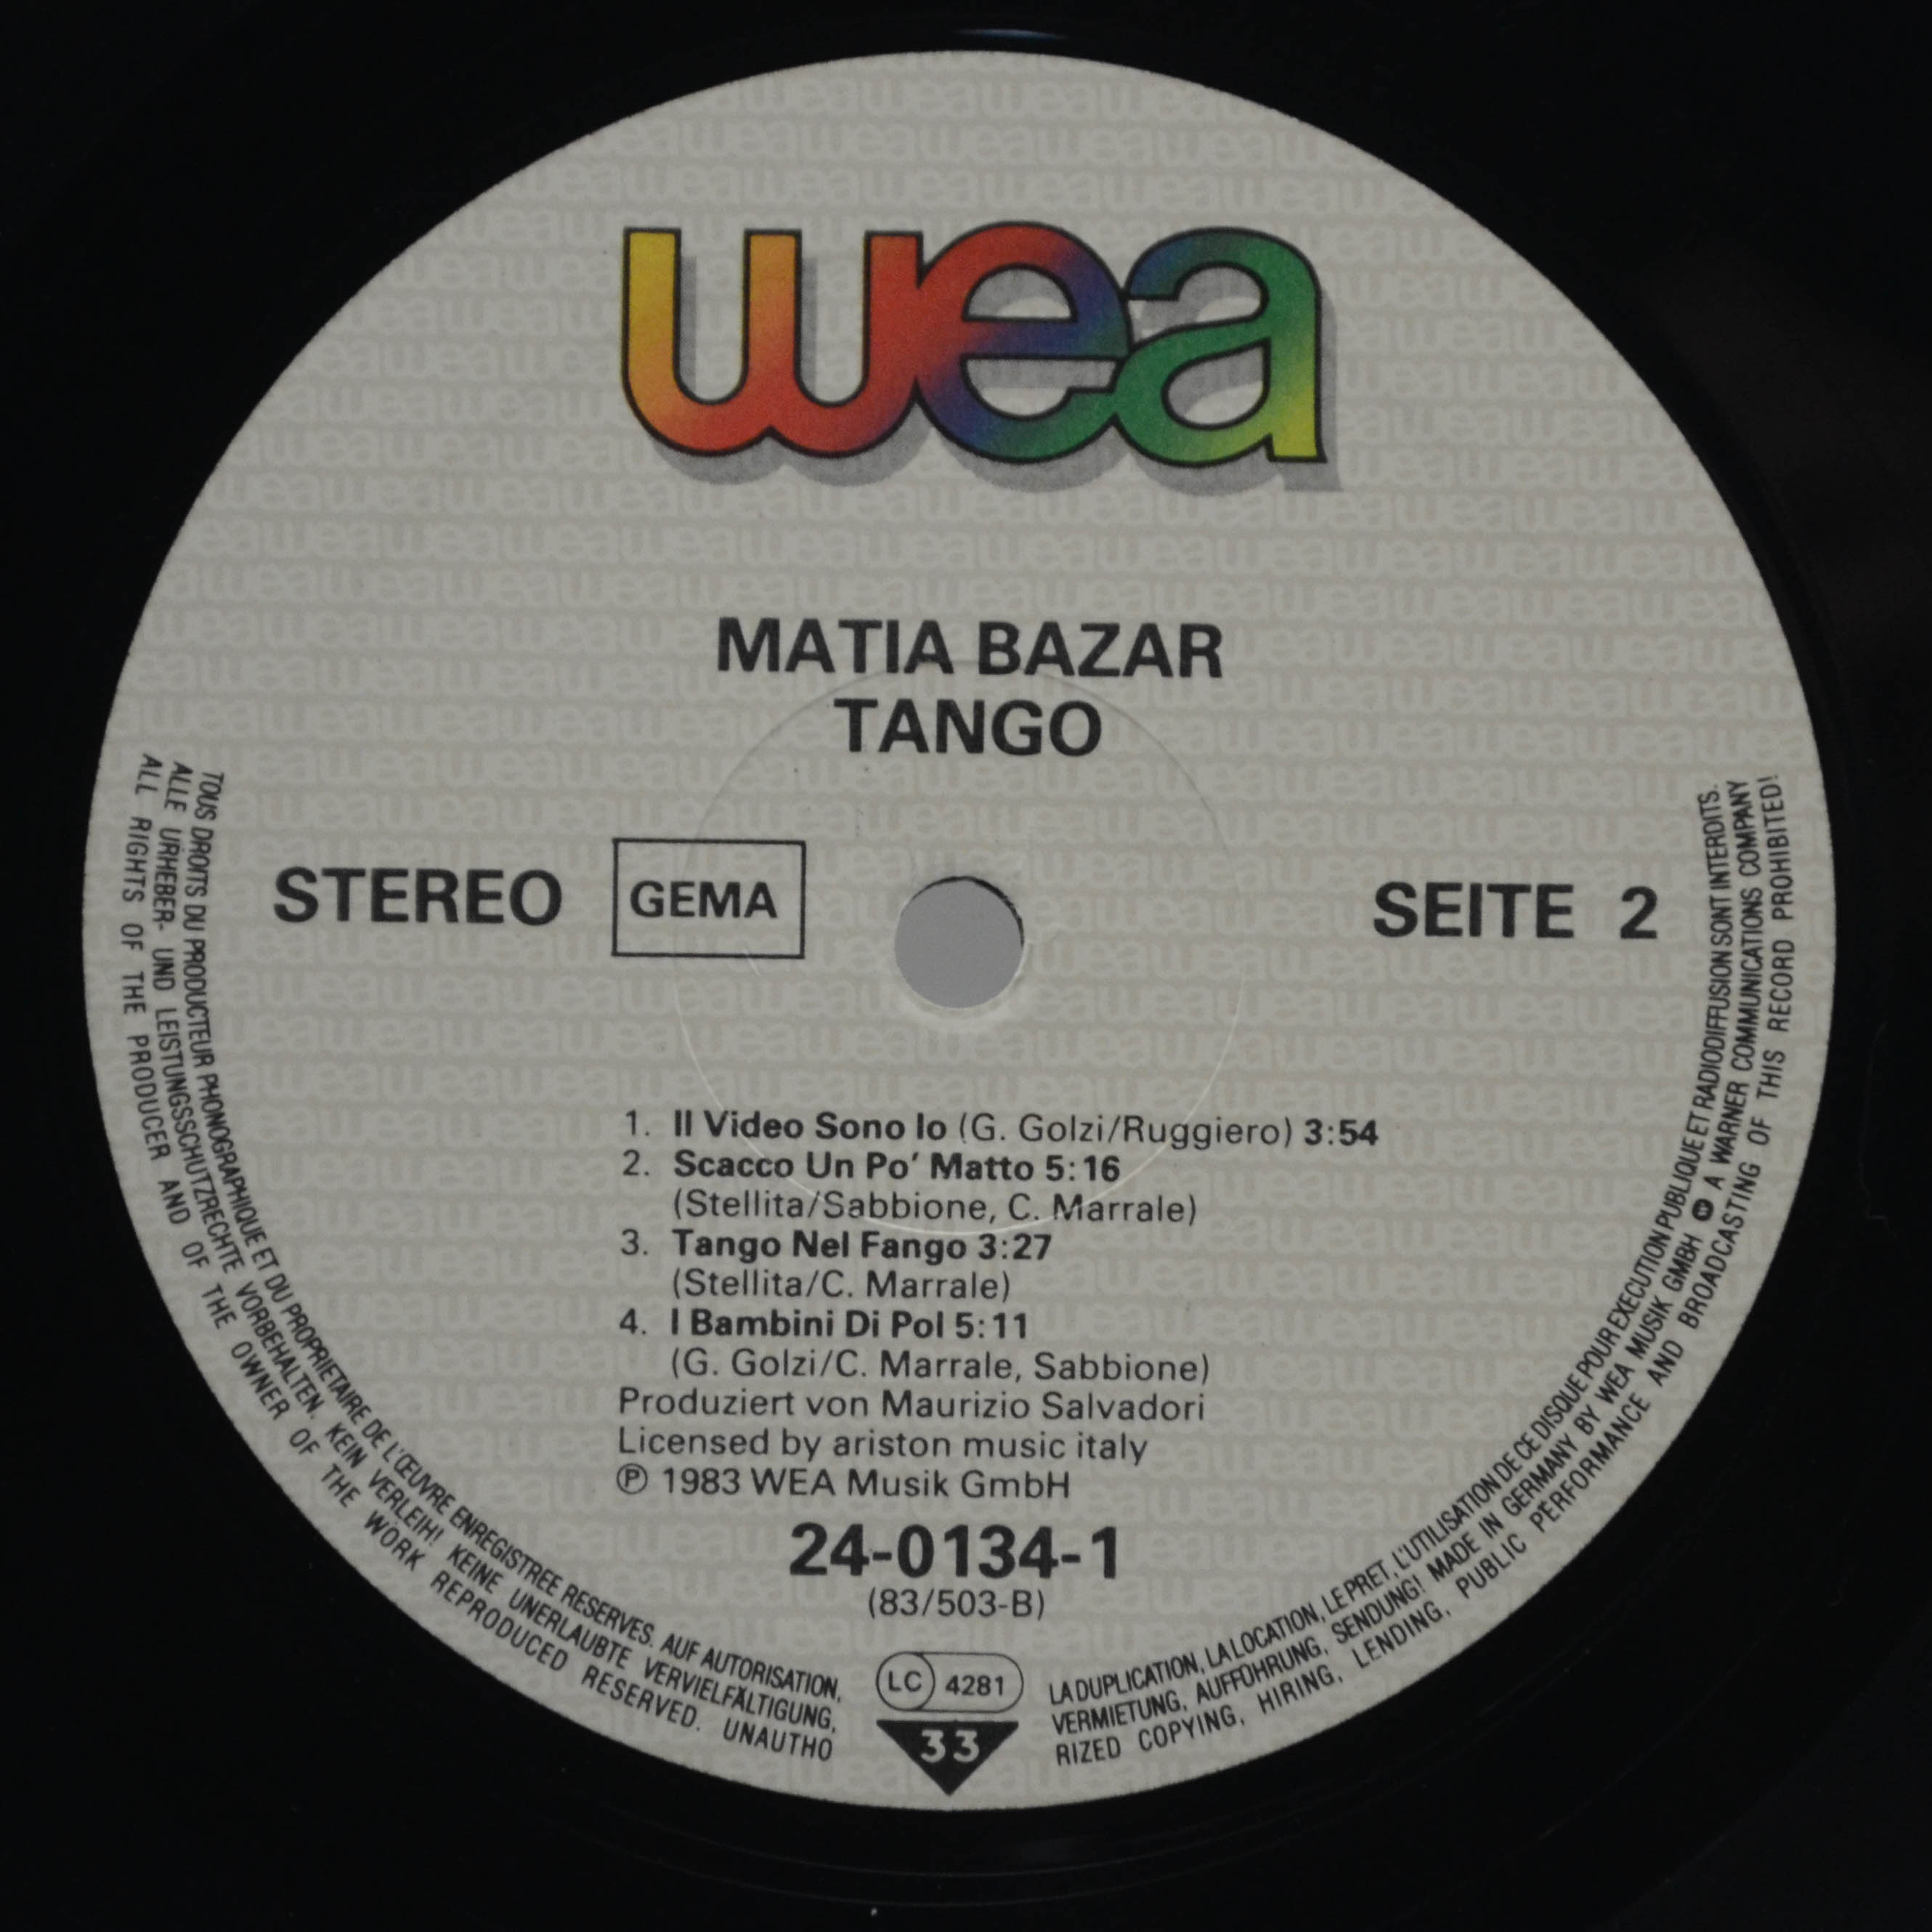 wea
MATIA BAZAR
TANGO
STEREO GEMA SEITE 2
1. Il Video Sono Io (G. Golzi/Ruggiero) 3:54
2. Scacco Un Po’ Matto 5:16
(Stellita/Sabbione, C. Marrale)
3. Tango Nel Fango 3:27
(Stellita/C. Marrale)
4. I Bambini Di Pol 5:11
(G. Golzi/C. Marrale, Sabbione)
Produziert von Maurizio Salvadori
Licensed by ariston music italy
Ⓟ 1983 WEA Musik GmbH
24-0134-1
(83/503-B)
LC 4281
33
TOUS DROITS DU PRODUCTEUR PHONOGRAPHIQUE ET DU PROPRIETAIRE DE L'ŒUVRE ENREGISTREE RESERVES. AUF AUTORISATION, LA DUPLICATION, LA LOCATION, LE PRET, L'UTILISATION DE CE DISQUE POUR EXECUTION PUBLIQUE ET RADIODIFFUSION SONT INTERDITS.
ALLE URHEBER- UND LEISTUNGSSCHUTZRECHTE VORBEHALTEN. KEIN VERLEIH! KEINE UNERLAUBTE VERVIELFÄLTIGUNG, VERMIETUNG, AUFFÜHRUNG, SENDUNG! MADE IN GERMANY BY WEA MUSIK GMBH A WARNER COMMUNICATIONS COMPANY
ALL RIGHTS OF THE PRODUCER AND OF THE OWNER OF THE WORK REPRODUCED RESERVED. UNAUTHORIZED COPYING, HIRING, LENDING, PUBLIC PERFORMANCE AND BROADCASTING OF THIS RECORD PROHIBITED!